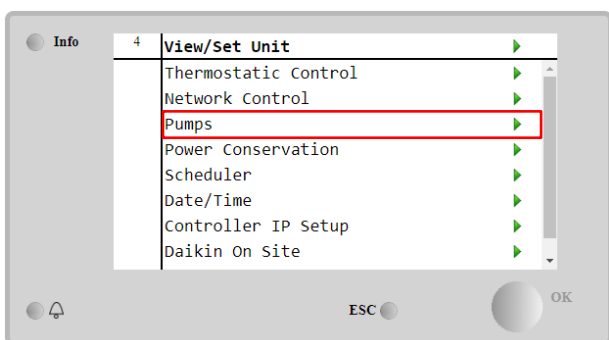 Info
4 View/Set Unit
Thermostatic Control
Network Control
Pumps
Power Conservation
Scheduler
Date/Time
Controller IP Setup
Daikin On Site
ESC
OK